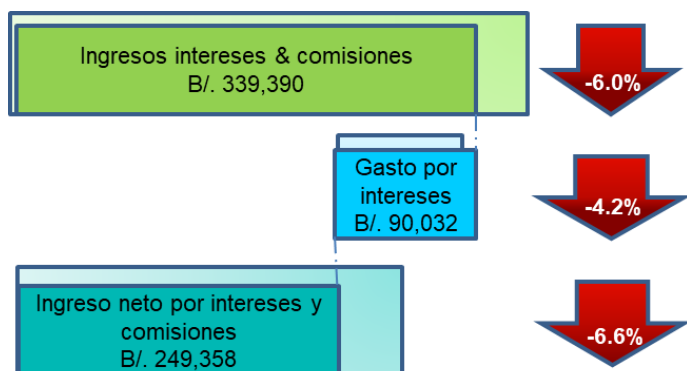 Ingresos intereses & comisiones
B/. 339,390
-6.0%
Gasto por
intereses
B/. 90,032
-4.2%
Ingreso neto por intereses y
comisiones
B/. 249,358
-6.6%